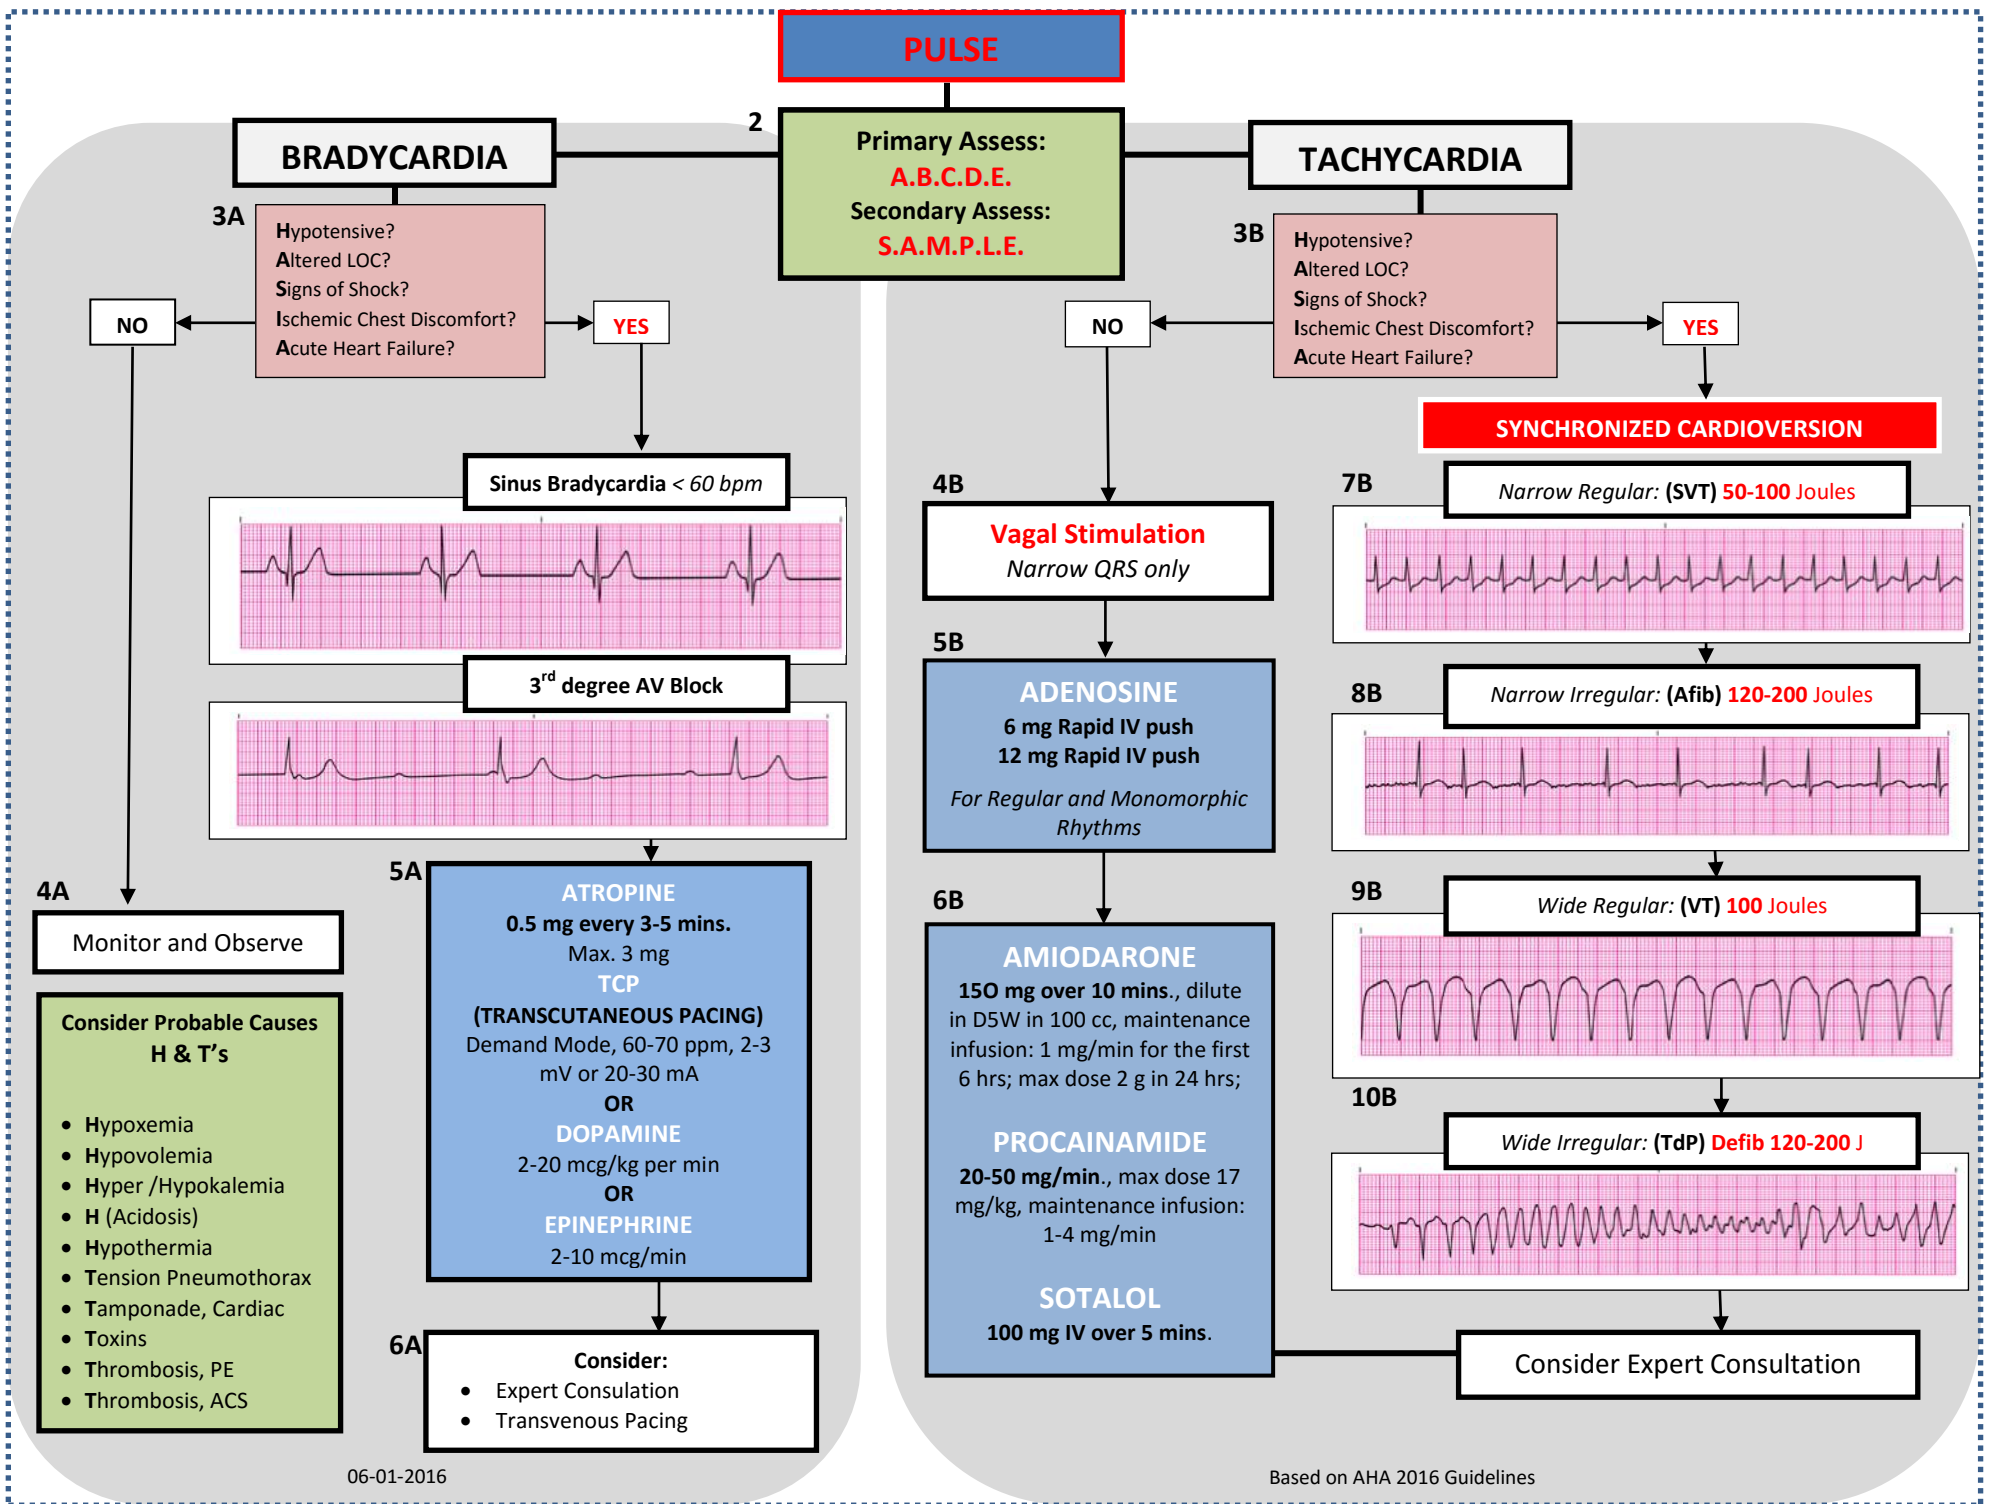 PULSE
2
Primary Assess:
A.B.C.D.E.
Secondary Assess:
S.A.M.P.L.E.
BRADYCARDIA
3A
Hypotensive?
Altered LOC?
Signs of Shock?
Ischemic Chest Discomfort?
Acute Heart Failure?
NO
YES
Sinus Bradycardia < 60 bpm
3rd degree AV Block
4A
Monitor and Observe
Consider Probable Causes
H & T’s
• Hypoxemia
• Hypovolemia
• Hyper /Hypokalemia
• H (Acidosis)
• Hypothermia
• Tension Pneumothorax
• Tamponade, Cardiac
• Toxins
• Thrombosis, PE
• Thrombosis, ACS
5A
ATROPINE
0.5 mg every 3-5 mins.
Max. 3 mg
TCP
(TRANSCUTANEOUS PACING)
Demand Mode, 60-70 ppm, 2-3
mV or 20-30 mA
OR
DOPAMINE
2-20 mcg/kg per min
OR
EPINEPHRINE
2-10 mcg/min
6A
Consider:
• Expert Consulation
• Transvenous Pacing
06-01-2016
TACHYCARDIA
3B
Hypotensive?
Altered LOC?
Signs of Shock?
Ischemic Chest Discomfort?
Acute Heart Failure?
NO
YES
4B
Vagal Stimulation
Narrow QRS only
5B
ADENOSINE
6 mg Rapid IV push
12 mg Rapid IV push
For Regular and Monomorphic
Rhythms
6B
AMIODARONE
15O mg over 10 mins., dilute
in D5W in 100 cc, maintenance
infusion: 1 mg/min for the first
6 hrs; max dose 2 g in 24 hrs;
PROCAINAMIDE
20-50 mg/min., max dose 17
mg/kg, maintenance infusion:
1-4 mg/min
SOTALOL
100 mg IV over 5 mins.
SYNCHRONIZED CARDIOVERSION
7B
Narrow Regular: (SVT) 50-100 Joules
8B
Narrow Irregular: (Afib) 120-200 Joules
9B
Wide Regular: (VT) 100 Joules
10B
Wide Irregular: (TdP) Defib 120-200 J
Consider Expert Consultation
Based on AHA 2016 Guidelines